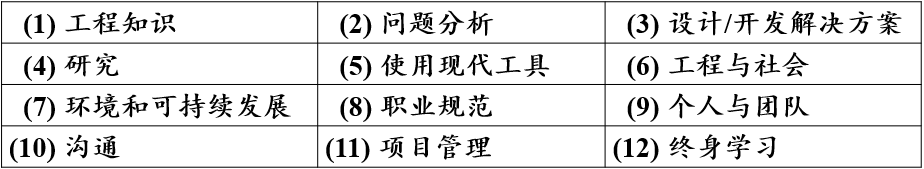 (1) 工程知识 (2) 问题分析 (3) 设计/开发解决方案
(4) 研究 (5) 使用现代工具 (6) 工程与社会
(7) 环境和可持续发展 (8) 职业规范 (9) 个人与团队
(10) 沟通 (11) 项目管理 (12) 终身学习